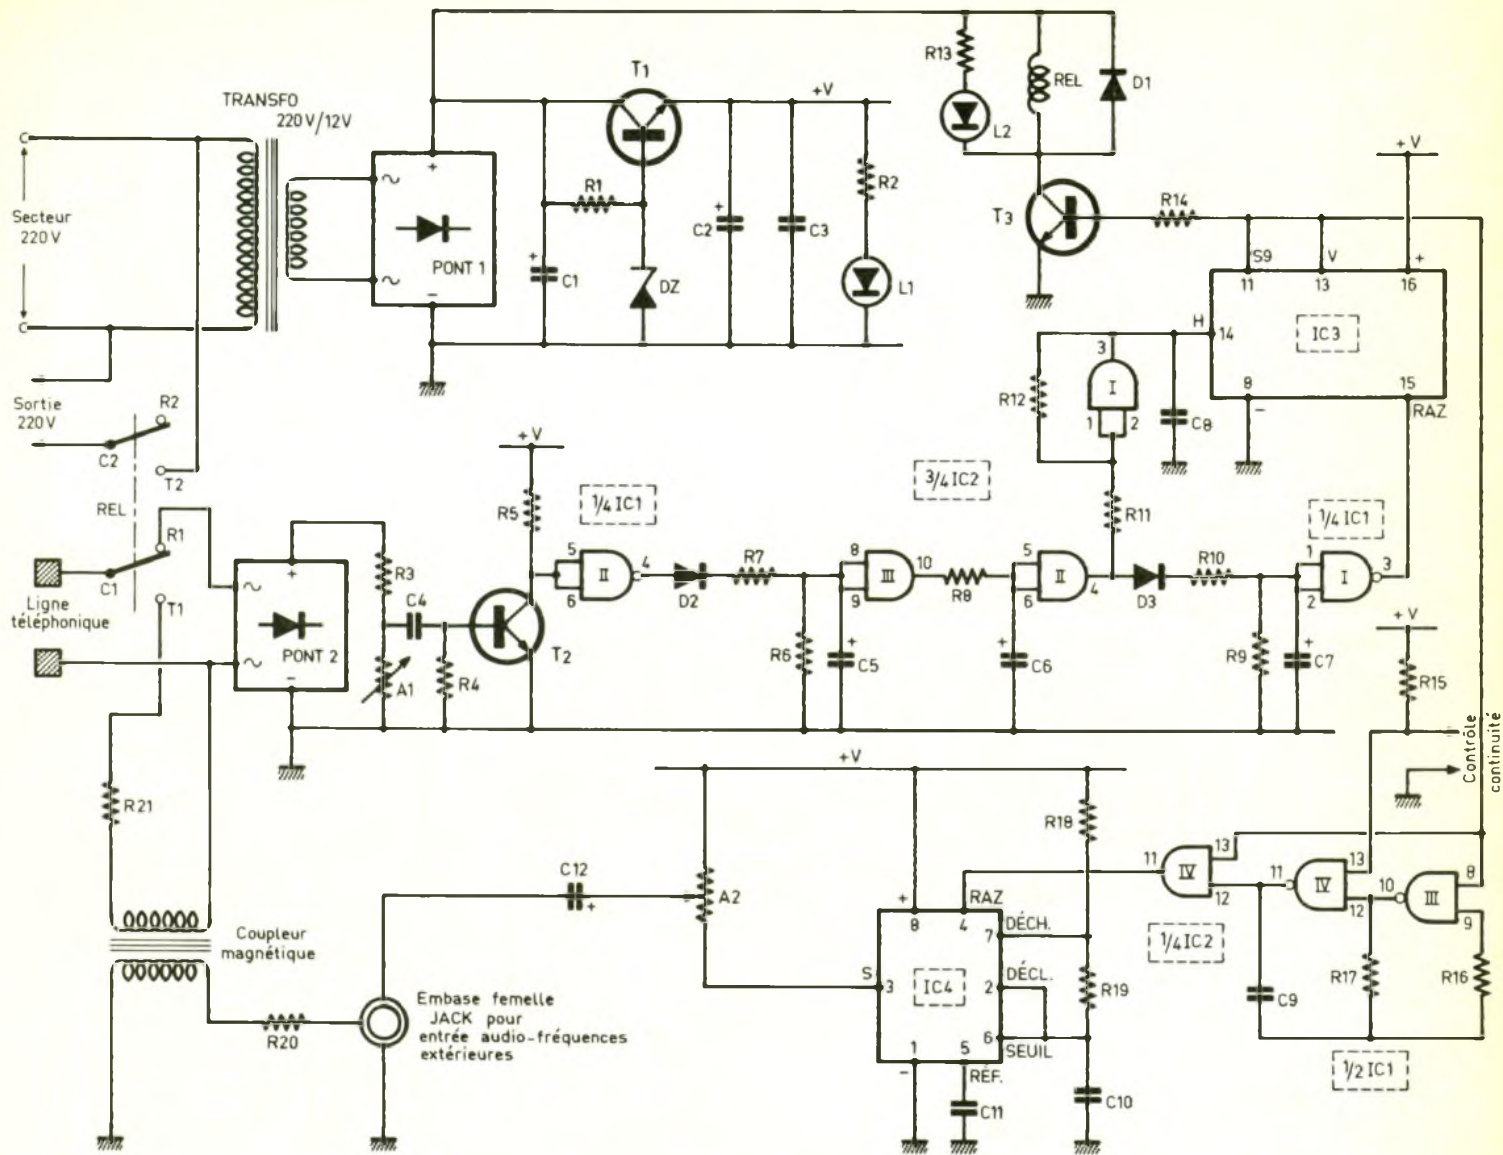 TRANSFO
220V/12V
Secteur
220 V
Sortie
220V
R2
C2
T2
REL
R1
C1
T1
Ligne
téléphonique
PONT 1
+
~
~
−
T1
R1
+
C1
DZ
+
C2
C3
+V
R2
L1
R13
L2
REL
D1
T3
R14
+V
S9
11
V
13
+
16
H
14
IC3
8
−
15
RAZ
3
I
1
2
R12
C8
R11
3/4 IC2
1/4 IC1
1/4 IC1
+V
R5
R3
C4
A1
R4
T2
PONT 2
+
~
~
−
5
6
II
4
D2
R7
R6
+
C5
8
9
III
10
R8
5
6
II
4
+
C6
D3
R10
R9
+
C7
1
2
I
3
+V
R15
Contrôle
continuité
R21
Coupleur
magnétique
R20
Embase femelle
JACK pour
entrée audio-fréquences
extérieures
C12
+
A2
+V
R18
R19
+
8
RAZ
4
DÉCH.
7
DÉCL.
2
6
SEUIL
S
3
IC4
1
−
5
RÉF.
C11
C10
11
IV
13
12
1/4 IC2
11
IV
13
12
10
III
8
9
C9
R17
R16
1/2 IC1